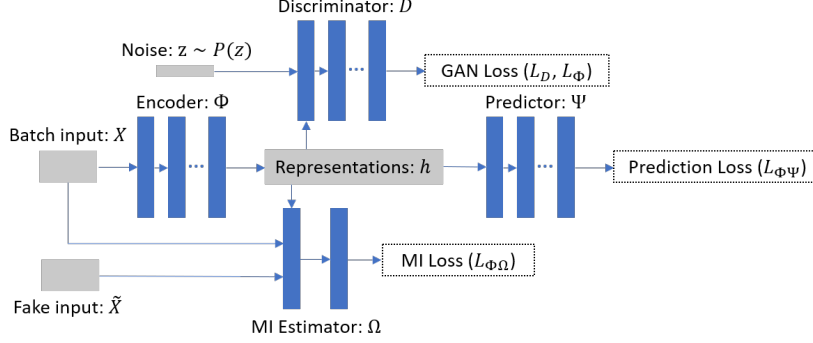 Discriminator: D
Noise: z ~ P(z)
GAN Loss (L_D, L_Φ)
Encoder: Φ
Predictor: Ψ
Batch input: X
Representations: h
Prediction Loss (L_ΦΨ)
MI Loss (L_ΦΩ)
Fake input: X̃
MI Estimator: Ω